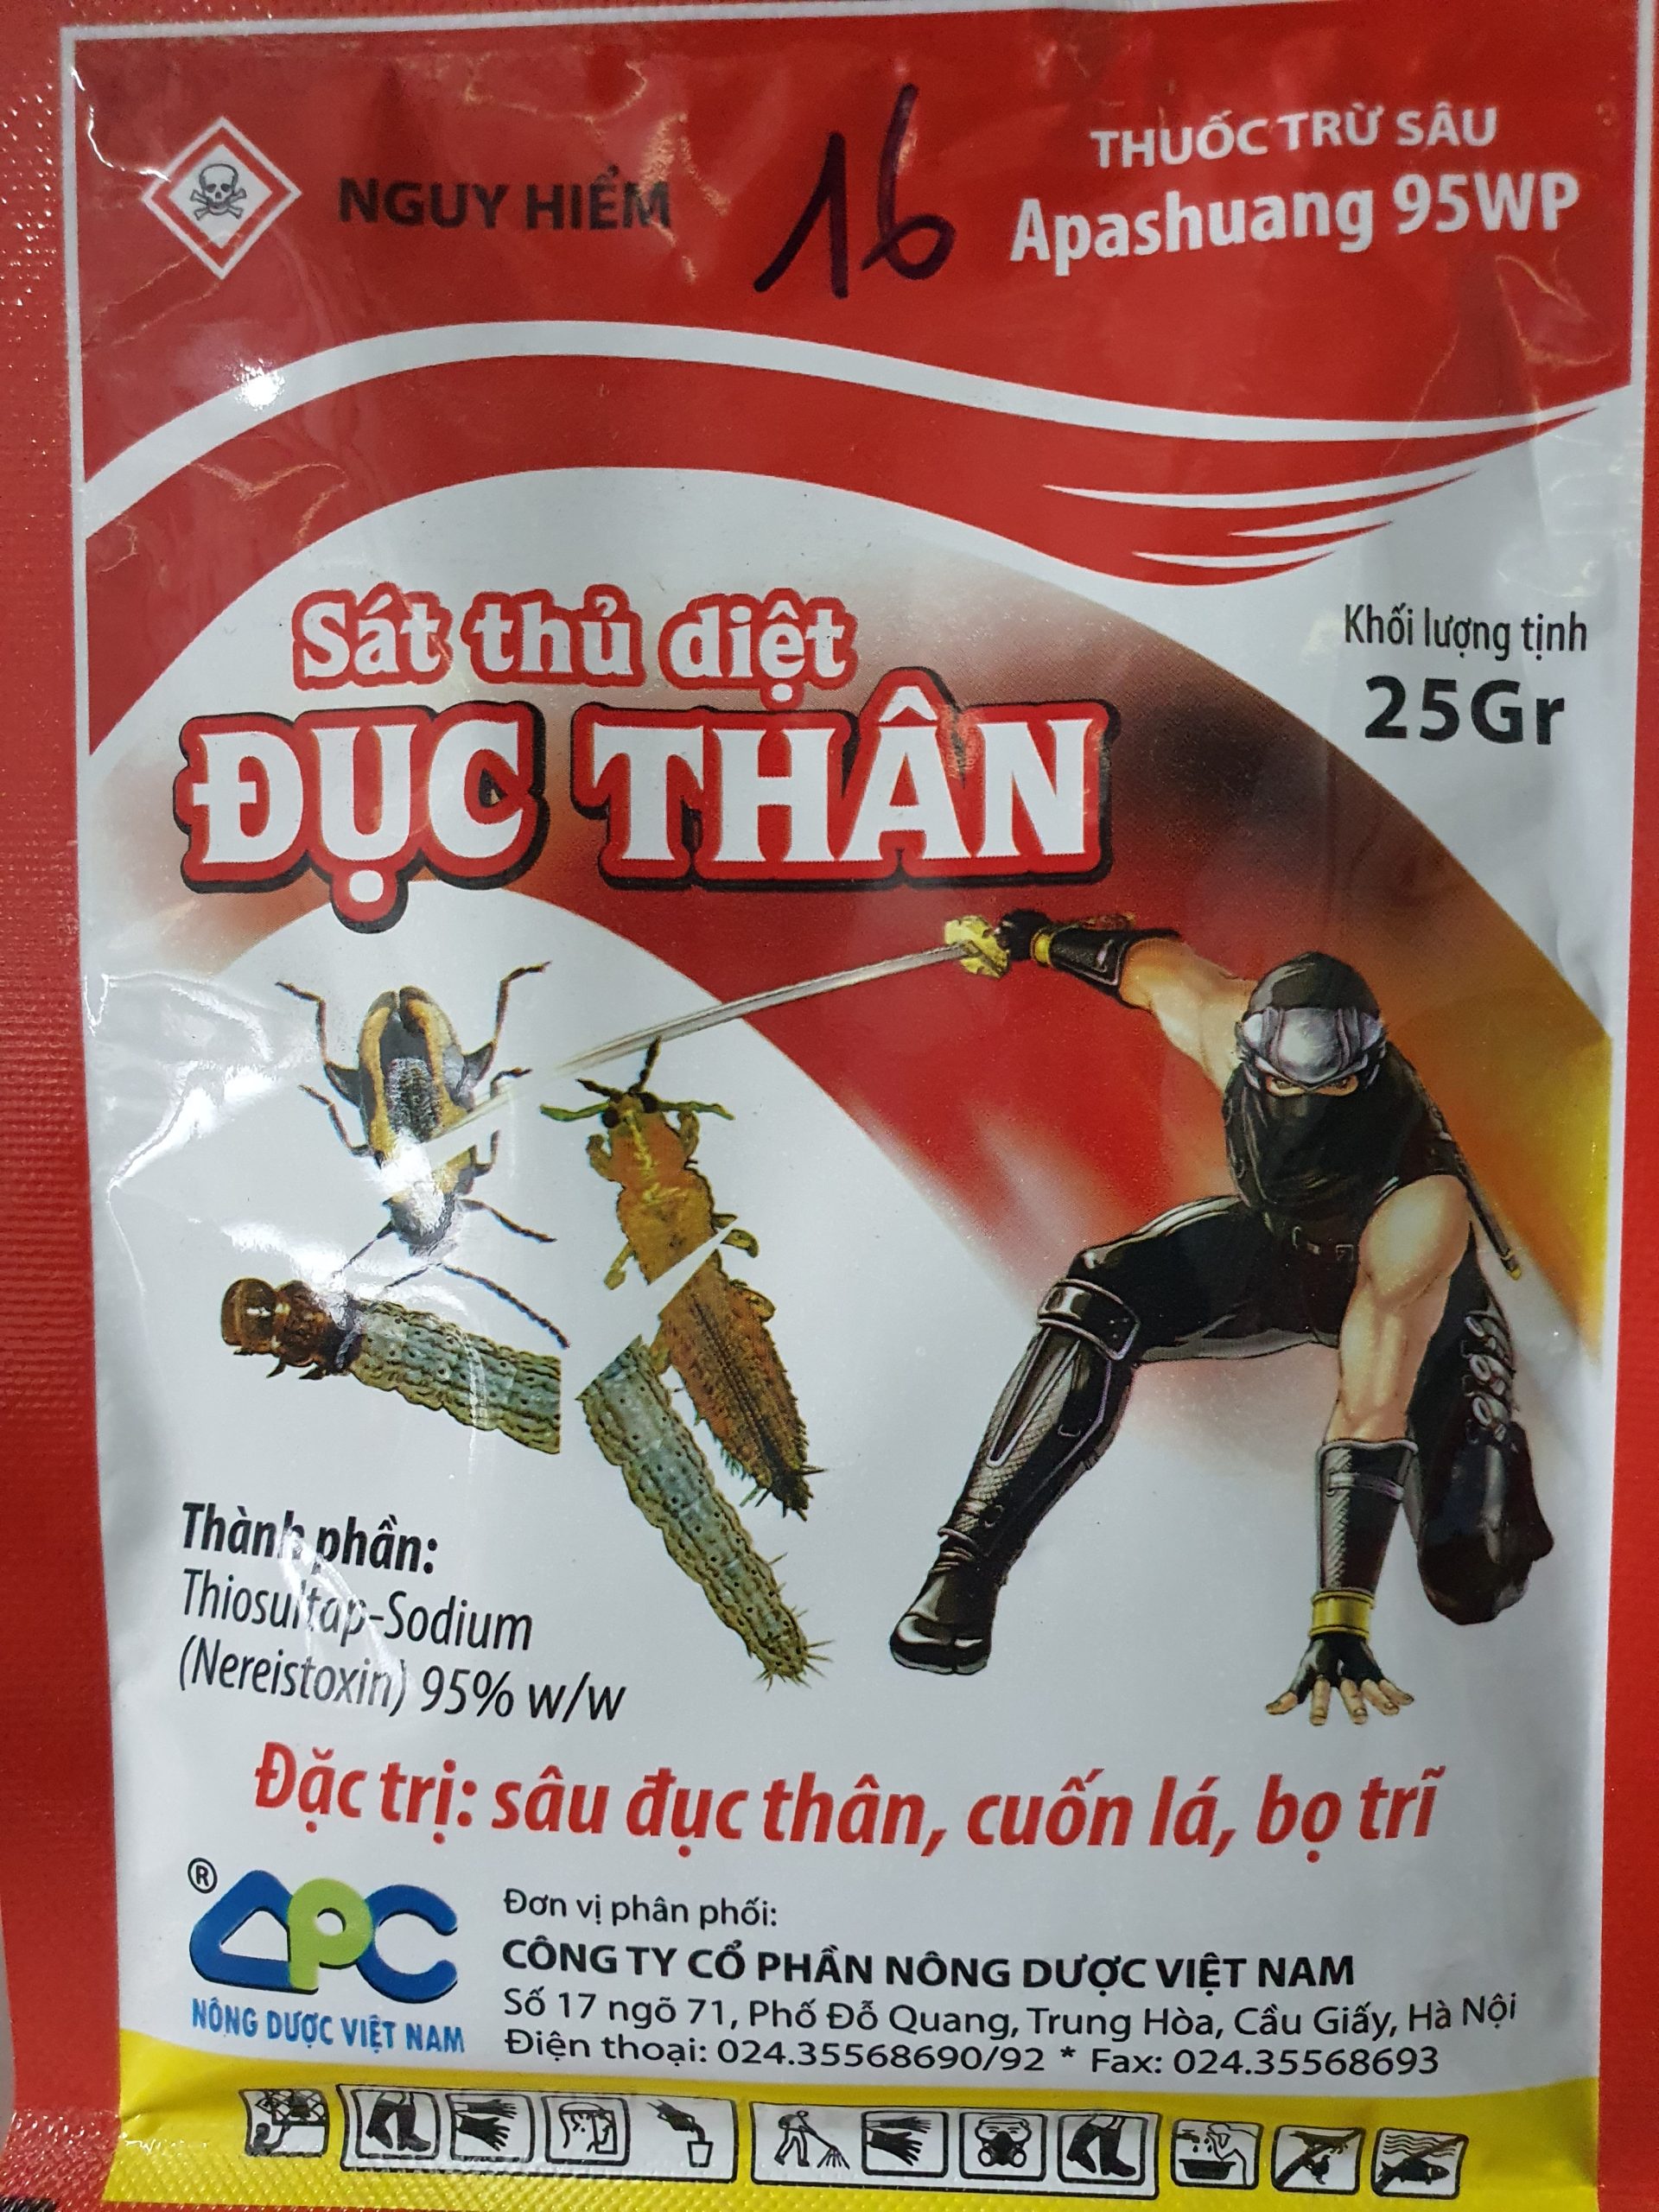 NGUY HIỂM
16
THUỐC TRỪ SÂU
Apashuang 95WP
Sát thủ diệt
ĐỤC THÂN
Khối lượng tịnh
25Gr
Thành phần:
Thiosultap-Sodium
(Nereistoxin) 95% w/w
Đặc trị: sâu đục thân, cuốn lá, bọ trĩ
®
APC
NÔNG DƯỢC VIỆT NAM
Đơn vị phân phối:
CÔNG TY CỔ PHẦN NÔNG DƯỢC VIỆT NAM
Số 17 ngõ 71, Phố Đỗ Quang, Trung Hòa, Cầu Giấy, Hà Nội
Điện thoại: 024.35568690/92 * Fax: 024.35568693